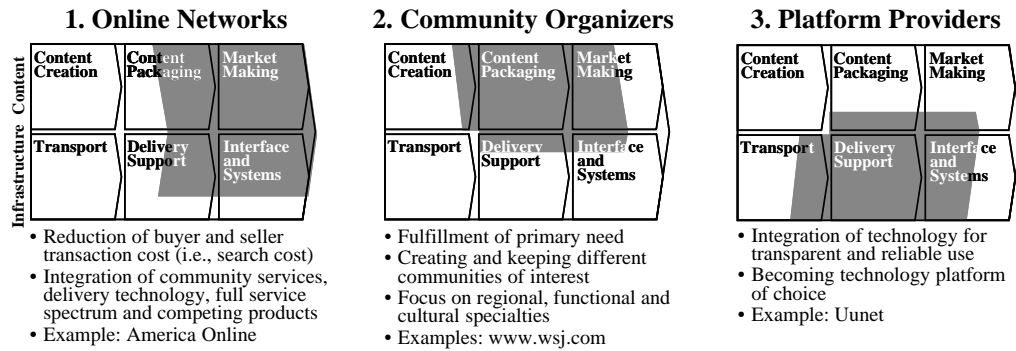 1. Online Networks
Infrastructure Content
Content
Creation
Content
Packaging
Market
Making
Transport
Delivery
Support
Interface
and
Systems
• Reduction of buyer and seller
transaction cost (i.e., search cost)
• Integration of community services,
delivery technology, full service
spectrum and competing products
• Example: America Online
2. Community Organizers
Content
Creation
Content
Packaging
Market
Making
Transport
Delivery
Support
Interface
and
Systems
• Fulfillment of primary need
• Creating and keeping different
communities of interest
• Focus on regional, functional and
cultural specialties
• Examples: www.wsj.com
3. Platform Providers
Content
Creation
Content
Packaging
Market
Making
Transport
Delivery
Support
Interface
and
Systems
• Integration of technology for
transparent and reliable use
• Becoming technology platform
of choice
• Example: Uunet